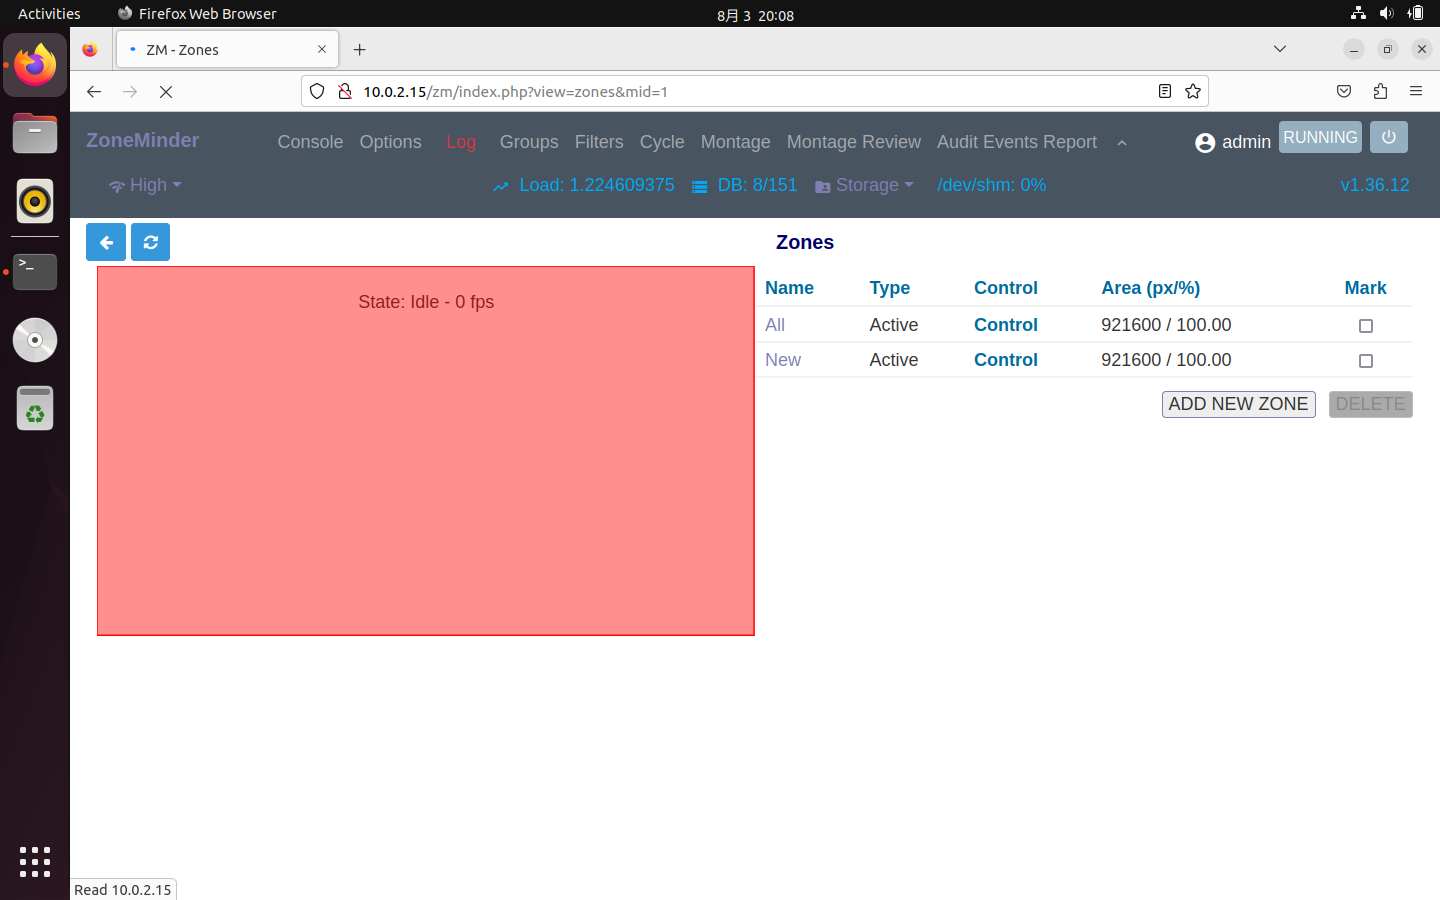 Activities Firefox Web Browser 8月 3 20:08
ZM - Zones
10.0.2.15/zm/index.php?view=zones&mid=1
ZoneMinder Console Options Log Groups Filters Cycle Montage Montage Review Audit Events Report admin RUNNING
High Load: 1.224609375 DB: 8/151 Storage /dev/shm: 0% v1.36.12
Zones
State: Idle - 0 fps
Name Type Control Area (px/%) Mark
All Active Control 921600 / 100.00
New Active Control 921600 / 100.00
ADD NEW ZONE DELETE
Read 10.0.2.15